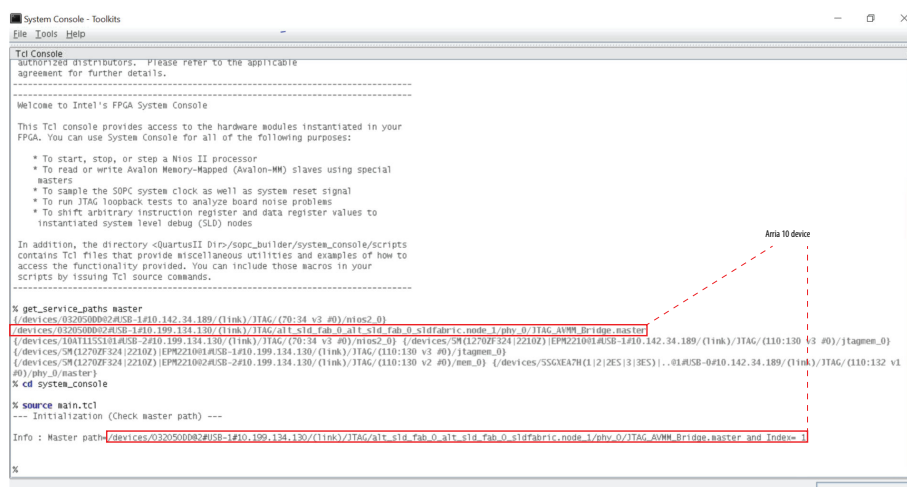 System Console - Toolkits
File Tools Help
Tcl Console
authorized distributors. Please refer to the applicable
agreement for further details.
--------------------------------------------------------------------------------
--------------------------------------------------------------------------------
Welcome to Intel's FPGA System Console
This Tcl console provides access to the hardware modules instantiated in your
FPGA. You can use System Console for all of the following purposes:
* To start, stop, or step a Nios II processor
* To read or write Avalon Memory-Mapped (Avalon-MM) slaves using special
masters
* To sample the SOPC system clock as well as system reset signal
* To run JTAG loopback tests to analyze board noise problems
* To shift arbitrary instruction register and data register values to
instantiated system level debug (SLD) nodes
In addition, the directory <QuartusII Dir>/sopc_builder/system_console/scripts
contains Tcl files that provide miscellaneous utilities and examples of how to
access the functionality provided. You can include those macros in your
scripts by issuing Tcl source commands.
--------------------------------------------------------------------------------
Arria 10 device
% get_service_paths master
{/devices/032050DD@2#USB-1#10.142.34.189/(link)/JTAG/(70:34 v3 #0)/nios2_0}
/devices/032050DD@2#USB-1#10.199.134.130/(link)/JTAG/alt_sld_fab_0_alt_sld_fab_0_sldfabric.node_1/phy_0/JTAG_AVMM_Bridge.master
{/devices/10AT115S1@1#USB-2#10.199.134.130/(link)/JTAG/(70:34 v3 #0)/nios2_0} {/devices/5M(1270ZF324|2210Z)|EPM2210@1#USB-1#10.142.34.189/(link)/JTAG/(110:130 v3 #0)/jtagmem_0}
{/devices/5M(1270ZF324|2210Z)|EPM2210@1#USB-1#10.199.134.130/(link)/JTAG/(110:130 v3 #0)/jtagmem_0}
{/devices/5M(1270ZF324|2210Z)|EPM2210@2#USB-2#10.199.134.130/(link)/JTAG/(110:130 v2 #0)/mem_0} {/devices/5SGXEA7H(1|2|2ES|3|3ES)|..@1#USB-0#10.142.34.189/(link)/JTAG/(110:132 v1
#0)/phy_0/master}
% cd system_console
% source main.tcl
--- Initialization (Check master path) ---
Info : Master path=/devices/032050DD@2#USB-1#10.199.134.130/(link)/JTAG/alt_sld_fab_0_alt_sld_fab_0_sldfabric.node_1/phy_0/JTAG_AVMM_Bridge.master and Index= 1
%